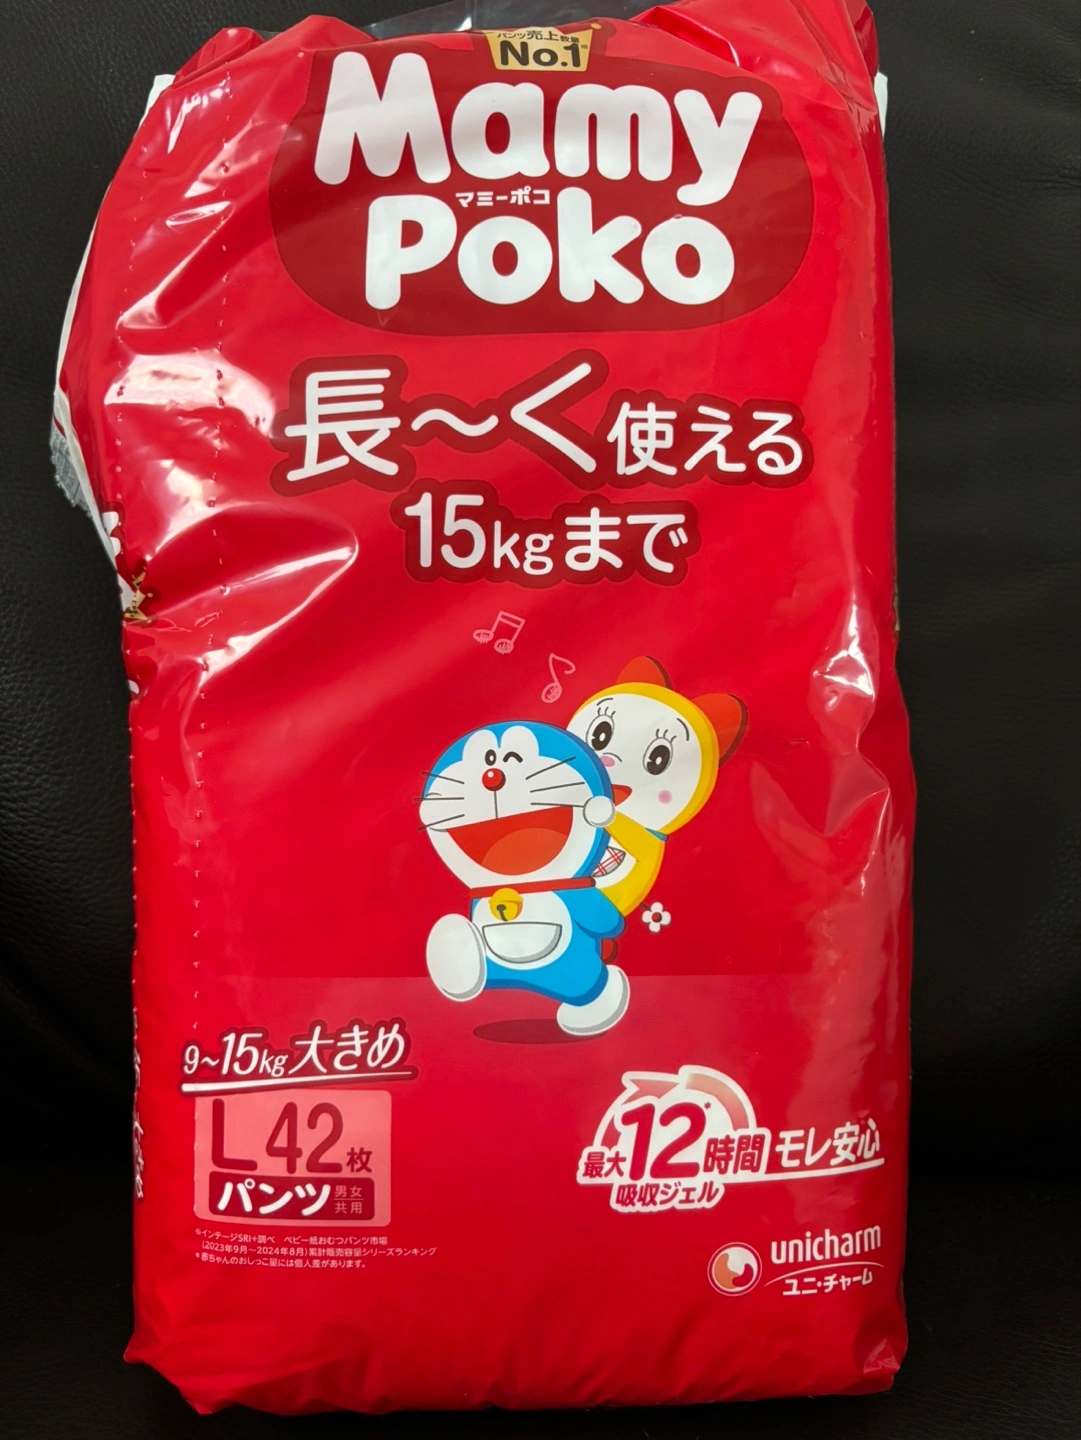 パンツ売上数量
No.1※
Mamy
マミーポコ
Poko
長〜く使える
15kgまで
9〜15kg大きめ
L42枚
パンツ 男女共用
最大12*時間 モレ安心
吸収ジェル
※インテージSRI+調べ ベビー紙おむつパンツ市場
(2023年9月〜2024年8月)累計販売容量シリーズランキング
*赤ちゃんのおしっこ量には個人差があります。
unicharm
ユニ・チャーム